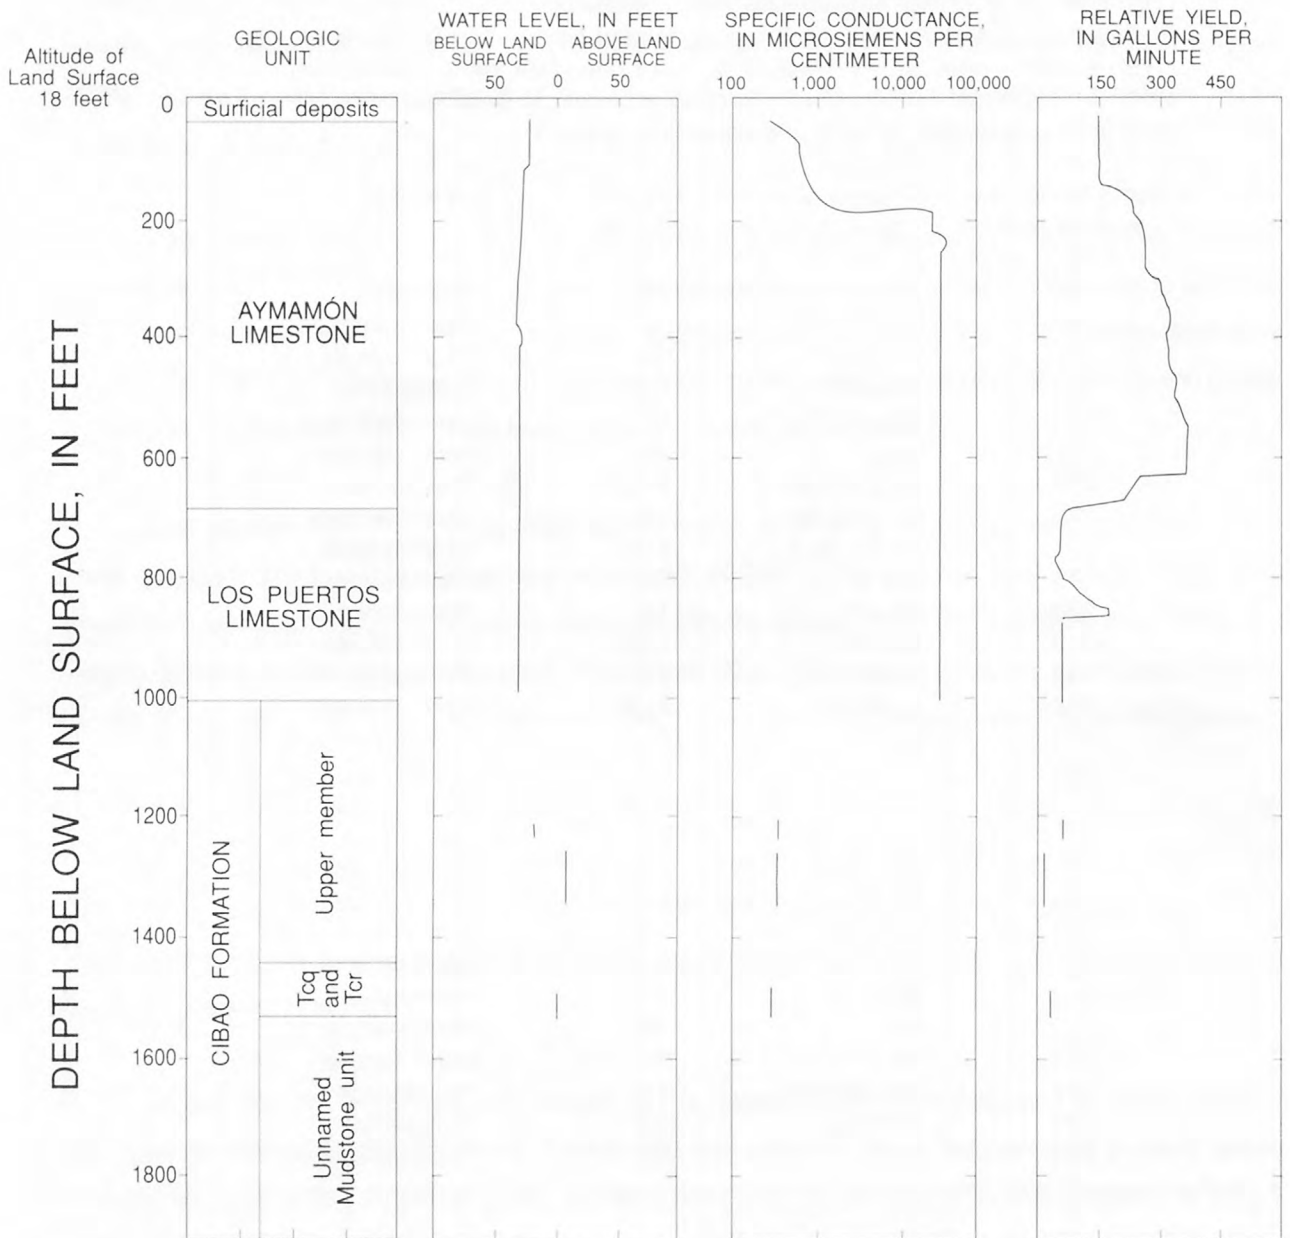 Altitude of
Land Surface
18 feet
GEOLOGIC
UNIT
WATER LEVEL, IN FEET
BELOW LAND
SURFACE
ABOVE LAND
SURFACE
50 0 50
SPECIFIC CONDUCTANCE,
IN MICROSIEMENS PER
CENTIMETER
100 1,000 10,000 100,000
RELATIVE YIELD,
IN GALLONS PER
MINUTE
150 300 450
DEPTH BELOW LAND SURFACE, IN FEET
0
200
400
600
800
1000
1200
1400
1600
1800
Surficial deposits
AYMAMÓN
LIMESTONE
LOS PUERTOS
LIMESTONE
CIBAO FORMATION
Upper member
Tcq
and
Tcr
Unnamed
Mudstone unit